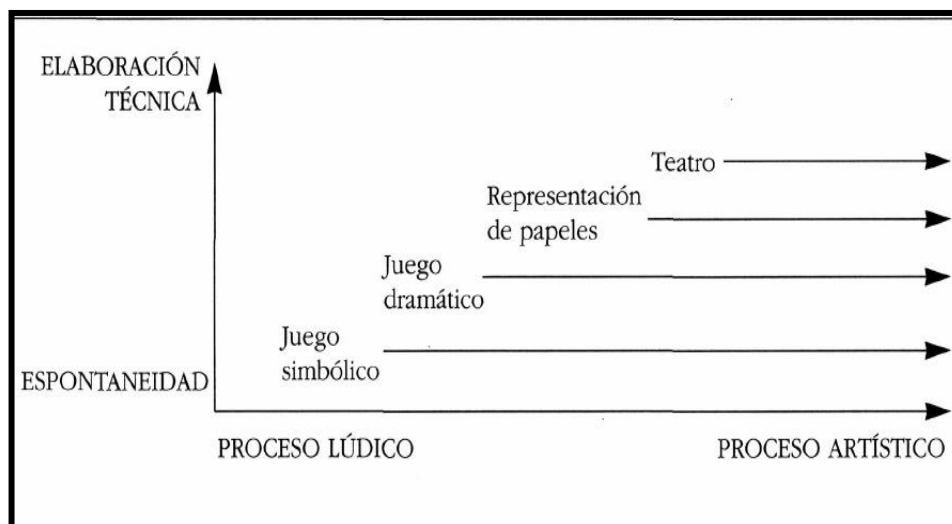 ELABORACIÓN
TÉCNICA
Teatro
Representación
de papeles
Juego
dramático
Juego
simbólico
ESPONTANEIDAD
PROCESO LÚDICO
PROCESO ARTÍSTICO